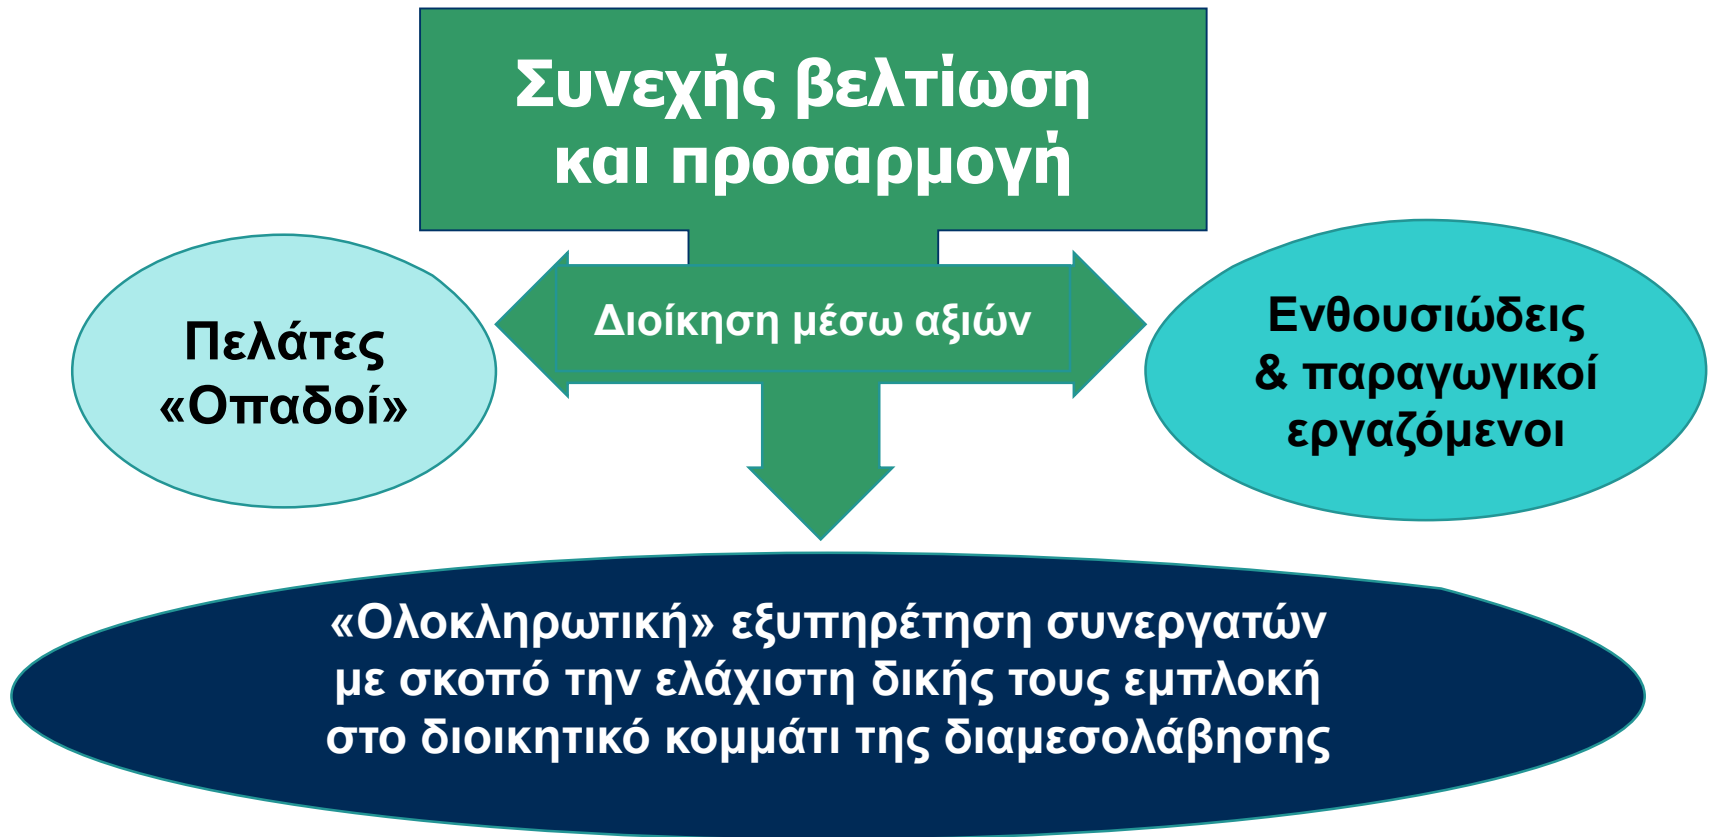 Συνεχής βελτίωση
και προσαρμογή
Διοίκηση μέσω αξιών
Πελάτες
«Οπαδοί»
Ενθουσιώδεις
& παραγωγικοί
εργαζόμενοι
«Ολοκληρωτική» εξυπηρέτηση συνεργατών
με σκοπό την ελάχιστη δικής τους εμπλοκή
στο διοικητικό κομμάτι της διαμεσολάβησης